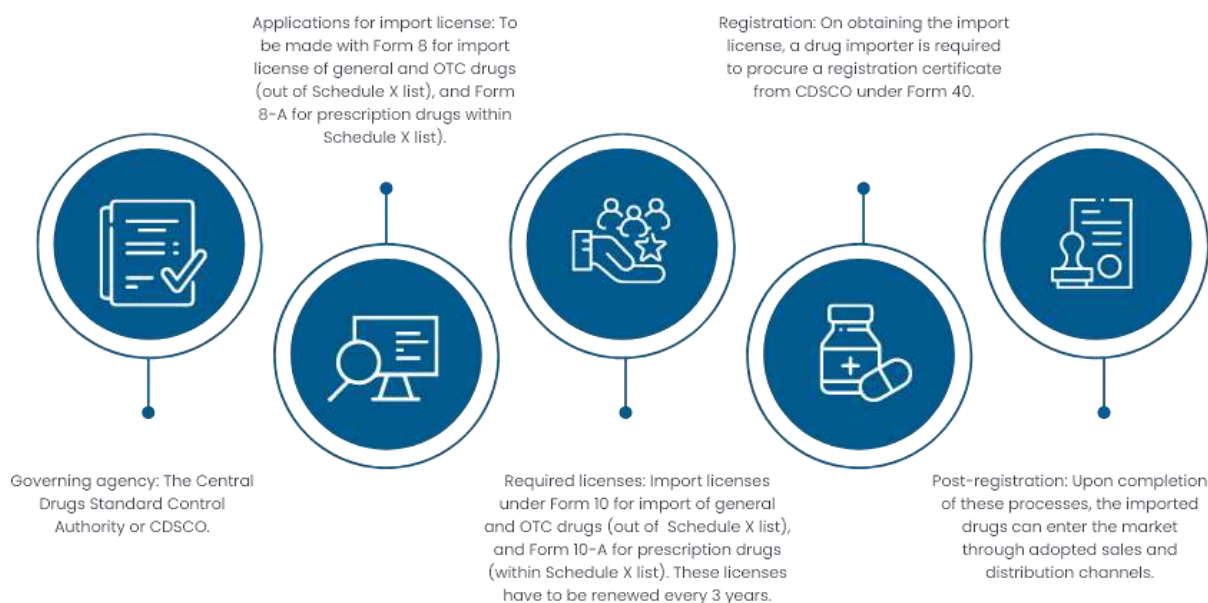 Applications for import license: To
be made with Form 8 for import
license of general and OTC drugs
(out of Schedule X list), and Form
8-A for prescription drugs within
Schedule X list).
Registration: On obtaining the import
license, a drug importer is required
to procure a registration certificate
from CDSCO under Form 40.
Governing agency: The Central
Drugs Standard Control
Authority or CDSCO.
Required licenses: Import licenses
under Form 10 for import of general
and OTC drugs (out of Schedule X list),
and Form 10-A for prescription drugs
(within Schedule X list). These licenses
have to be renewed every 3 years.
Post-registration: Upon completion
of these processes, the imported
drugs can enter the market
through adopted sales and
distribution channels.